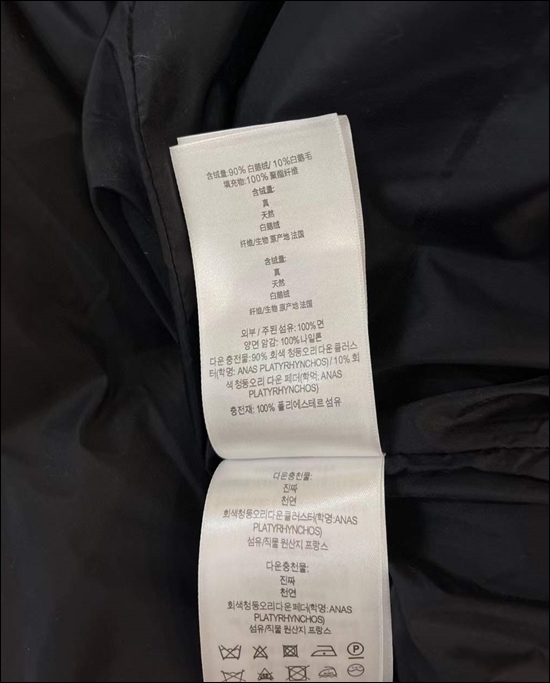 含绒量:90% 白鹅绒/ 10%白鹅毛
填充物:100% 聚酯纤维
含绒量:
真
天然
白鹅绒
纤维/生物 原产地 法国
含绒量:
真
天然
白鹅绒
纤维/生物 原产地 法国
외부 / 주된 섬유: 100%면
양면 암감: 100%나일론
다운 충전물: 90% 회색 청둥오리 다운 클러스
터(학명: ANAS PLATYRHYNCHOS) / 10% 회
색 청둥오리 다운 페더(학명: ANAS
PLATYRHYNCHOS)
충전재: 100% 폴리에스테르 섬유
다운충천물:
진짜
천연
회색청둥오리다운클러스터(학명:ANAS
PLATYRHYNCHOS)
섬유/직물 원산지 프랑스
다운충전물:
진짜
천연
회색청둥오리다운 페더(학명:ANAS
PLATYRHYNCHOS)
섬유/직물 원산지 프랑스
P